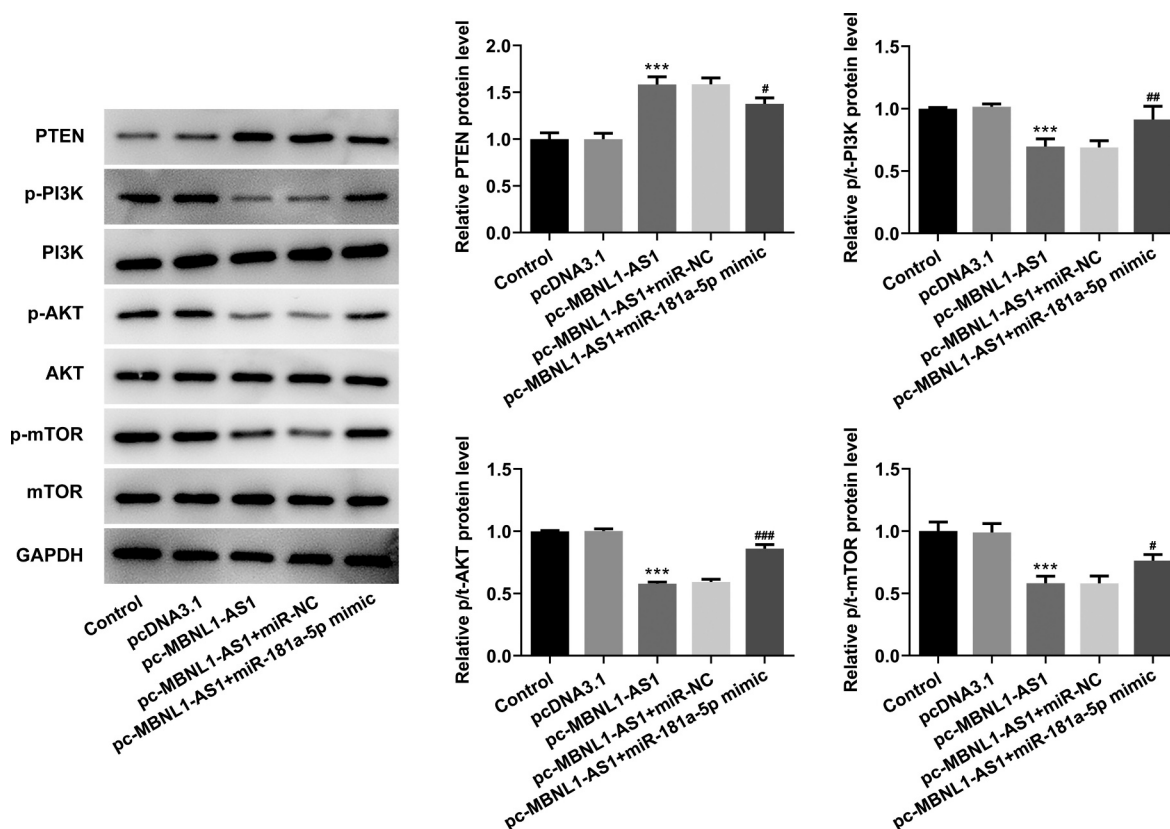 PTEN
p-PI3K
PI3K
p-AKT
AKT
p-mTOR
mTOR
GAPDH
Control
pcDNA3.1
pc-MBNL1-AS1
pc-MBNL1-AS1+miR-NC
pc-MBNL1-AS1+miR-181a-5p mimic
Relative PTEN protein level
2.0
1.5
1.0
0.5
0.0
***
#
Control
pcDNA3.1
pc-MBNL1-AS1
pc-MBNL1-AS1+miR-NC
pc-MBNL1-AS1+miR-181a-5p mimic
Relative p/t-PI3K protein level
1.5
1.0
0.5
0.0
***
##
Control
pcDNA3.1
pc-MBNL1-AS1
pc-MBNL1-AS1+miR-NC
pc-MBNL1-AS1+miR-181a-5p mimic
Relative p/t-AKT protein level
1.5
1.0
0.5
0.0
***
###
Control
pcDNA3.1
pc-MBNL1-AS1
pc-MBNL1-AS1+miR-NC
pc-MBNL1-AS1+miR-181a-5p mimic
Relative p/t-mTOR protein level
1.5
1.0
0.5
0.0
***
#
Control
pcDNA3.1
pc-MBNL1-AS1
pc-MBNL1-AS1+miR-NC
pc-MBNL1-AS1+miR-181a-5p mimic